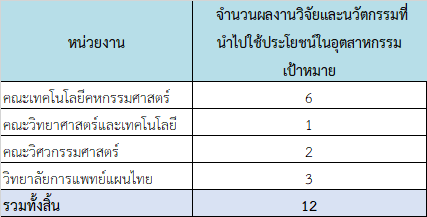 หน่วยงาน
จำนวนผลงานวิจัยและนวัตกรรมที่
นำไปใช้ประโยชน์ในอุตสาหกรรม
เป้าหมาย
คณะเทคโนโลยีคหกรรมศาสตร์ 6
คณะวิทยาศาสตร์และเทคโนโลยี 1
คณะวิศวกรรมศาสตร์ 2
วิทยาลัยการแพทย์แผนไทย 3
รวมทั้งสิ้น 12